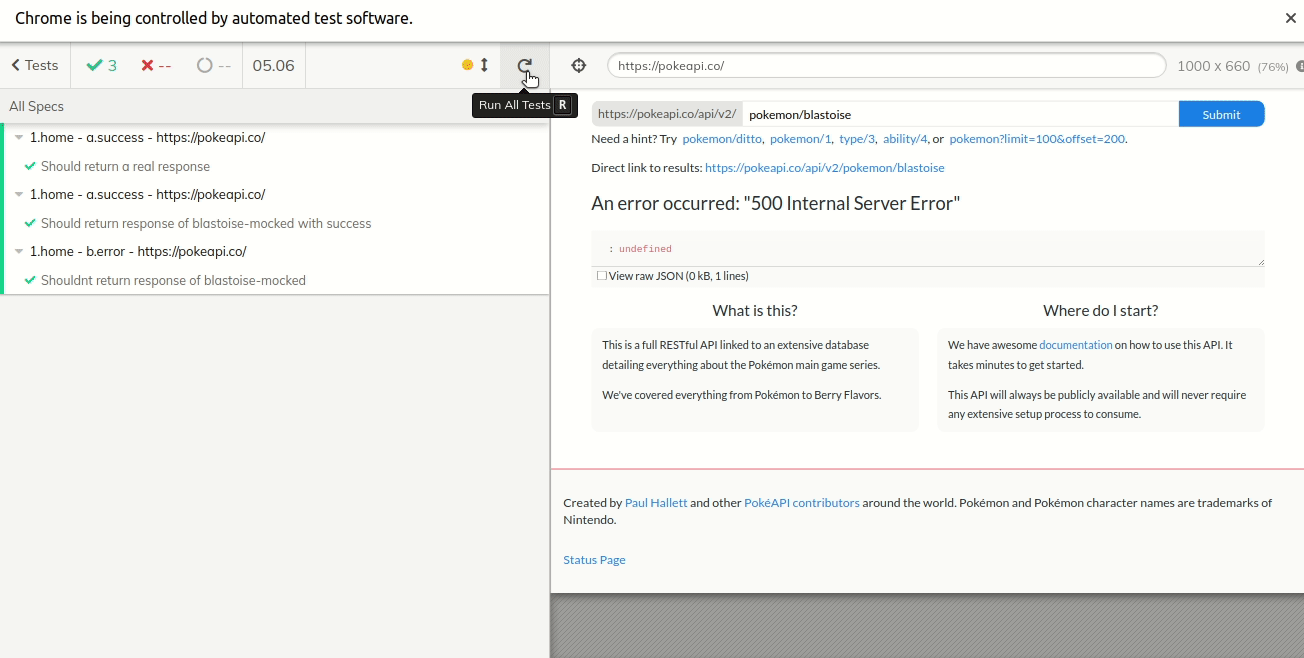 Chrome is being controlled by automated test software.
Tests 3 -- -- 05.06 https://pokeapi.co/ 1000 x 660 (76%)
Run All Tests R
All Specs
1.home - a.success - https://pokeapi.co/
Should return a real response
1.home - a.success - https://pokeapi.co/
Should return response of blastoise-mocked with success
1.home - b.error - https://pokeapi.co/
Shouldnt return response of blastoise-mocked
https://pokeapi.co/api/v2/ pokemon/blastoise Submit
Need a hint? Try pokemon/ditto, pokemon/1, type/3, ability/4, or pokemon?limit=100&offset=200.
Direct link to results: https://pokeapi.co/api/v2/pokemon/blastoise
An error occurred: "500 Internal Server Error"
: undefined
View raw JSON (0 kB, 1 lines)
What is this?
This is a full RESTful API linked to an extensive database
detailing everything about the Pokémon main game series.
We've covered everything from Pokémon to Berry Flavors.
Where do I start?
We have awesome documentation on how to use this API. It
takes minutes to get started.
This API will always be publicly available and will never require
any extensive setup process to consume.
Created by Paul Hallett and other PokéAPI contributors around the world. Pokémon and Pokémon character names are trademarks of
Nintendo.
Status Page